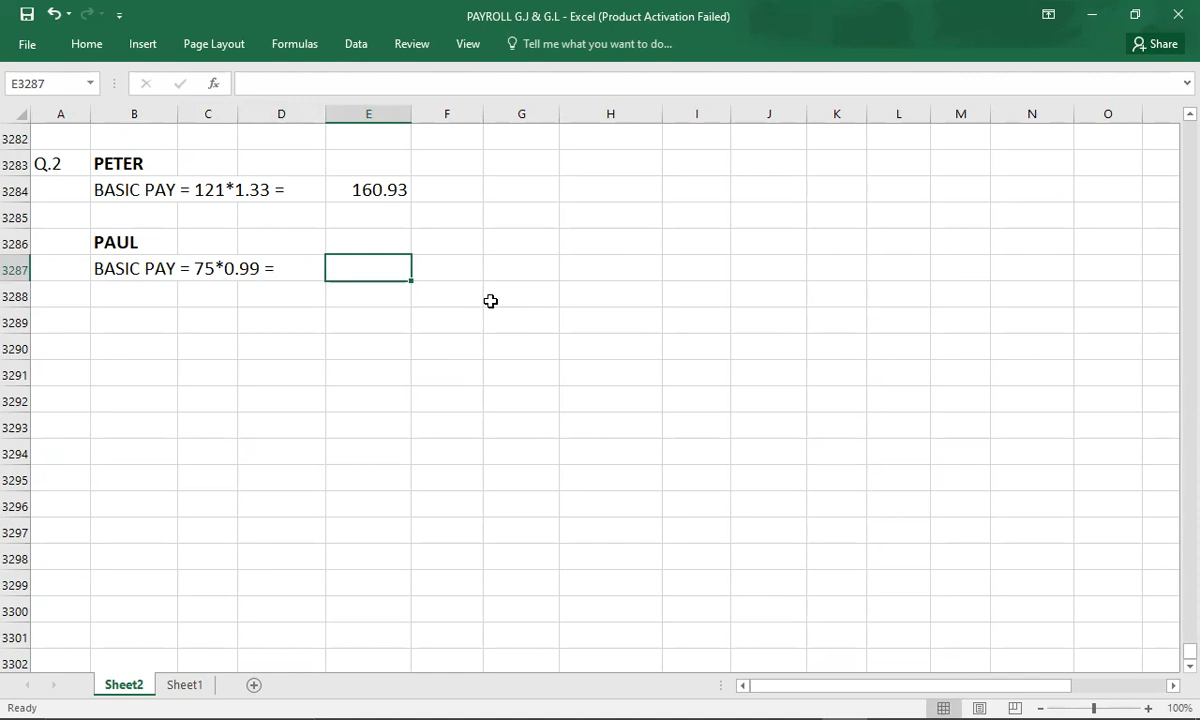 PAYROLL G.J & G.L - Excel (Product Activation Failed)
File Home Insert Page Layout Formulas Data Review View Tell me what you want to do... Share
E3287 fx
A B C D E F G H I J K L M N O
3282
3283 Q.2 PETER
3284 BASIC PAY = 121*1.33 = 160.93
3285
3286 PAUL
3287 BASIC PAY = 75*0.99 =
3288
3289
3290
3291
3292
3293
3294
3295
3296
3297
3298
3299
3300
3301
3302
Sheet2 Sheet1
Ready 100%